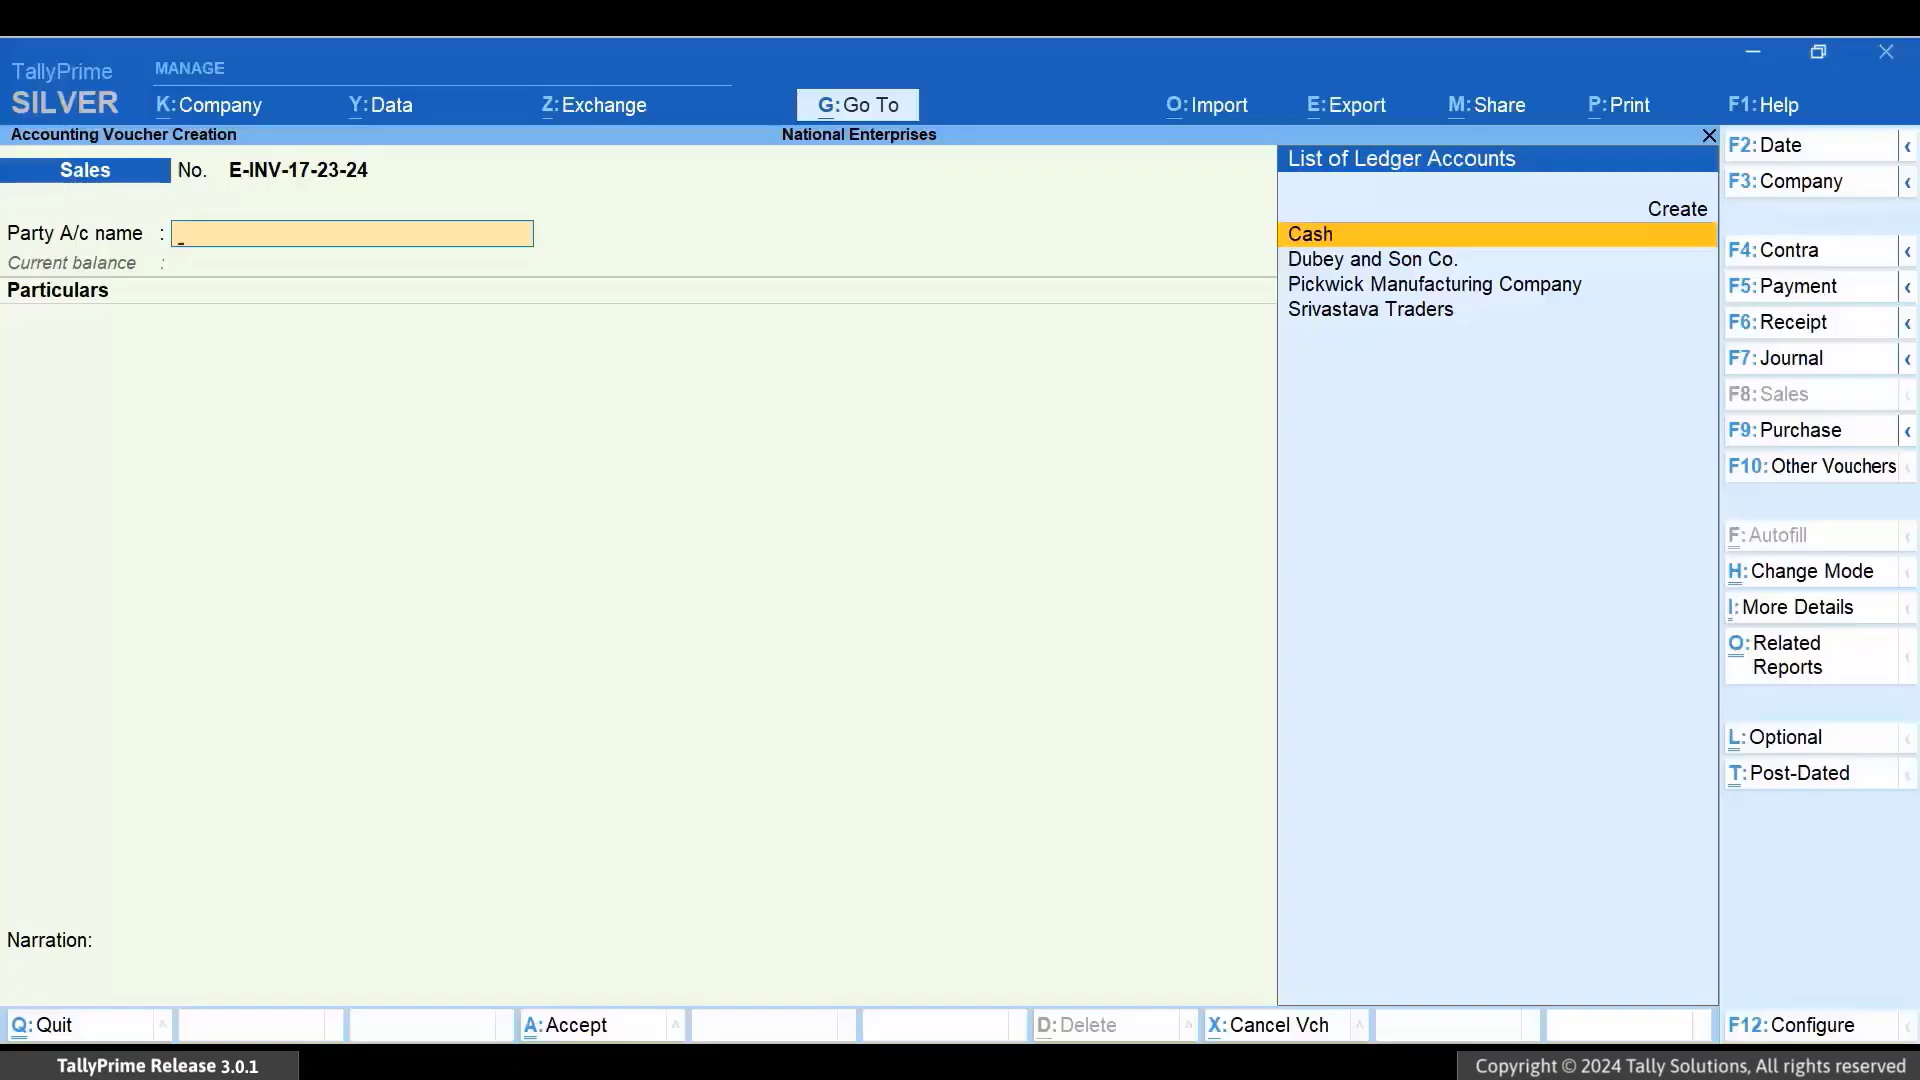 TallyPrime
SILVER
MANAGE
K: Company
Y: Data
Z: Exchange
G: Go To
O: Import
E: Export
M: Share
P: Print
F1: Help
Accounting Voucher Creation
National Enterprises
Sales No. E-INV-17-23-24
Party A/c name :
Current balance :
Particulars
Narration:
List of Ledger Accounts
Create
Cash
Dubey and Son Co.
Pickwick Manufacturing Company
Srivastava Traders
F2: Date
F3: Company
F4: Contra
F5: Payment
F6: Receipt
F7: Journal
F8: Sales
F9: Purchase
F10: Other Vouchers
F: Autofill
H: Change Mode
I: More Details
O: Related
Reports
L: Optional
T: Post-Dated
Q: Quit
A: Accept
D: Delete
X: Cancel Vch
F12: Configure
TallyPrime Release 3.0.1
Copyright © 2024 Tally Solutions, All rights reserved